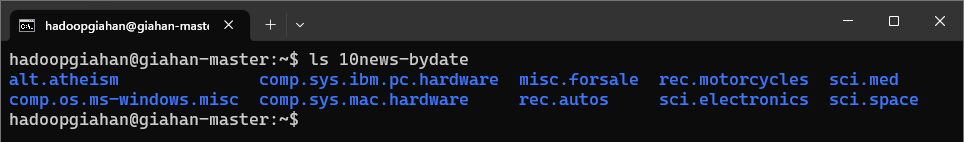 hadoopgiahan@giahan-maste
hadoopgiahan@giahan-master:~$ ls 10news-bydate
alt.atheism comp.sys.ibm.pc.hardware misc.forsale rec.motorcycles sci.med
comp.os.ms-windows.misc comp.sys.mac.hardware rec.autos sci.electronics sci.space
hadoopgiahan@giahan-master:~$